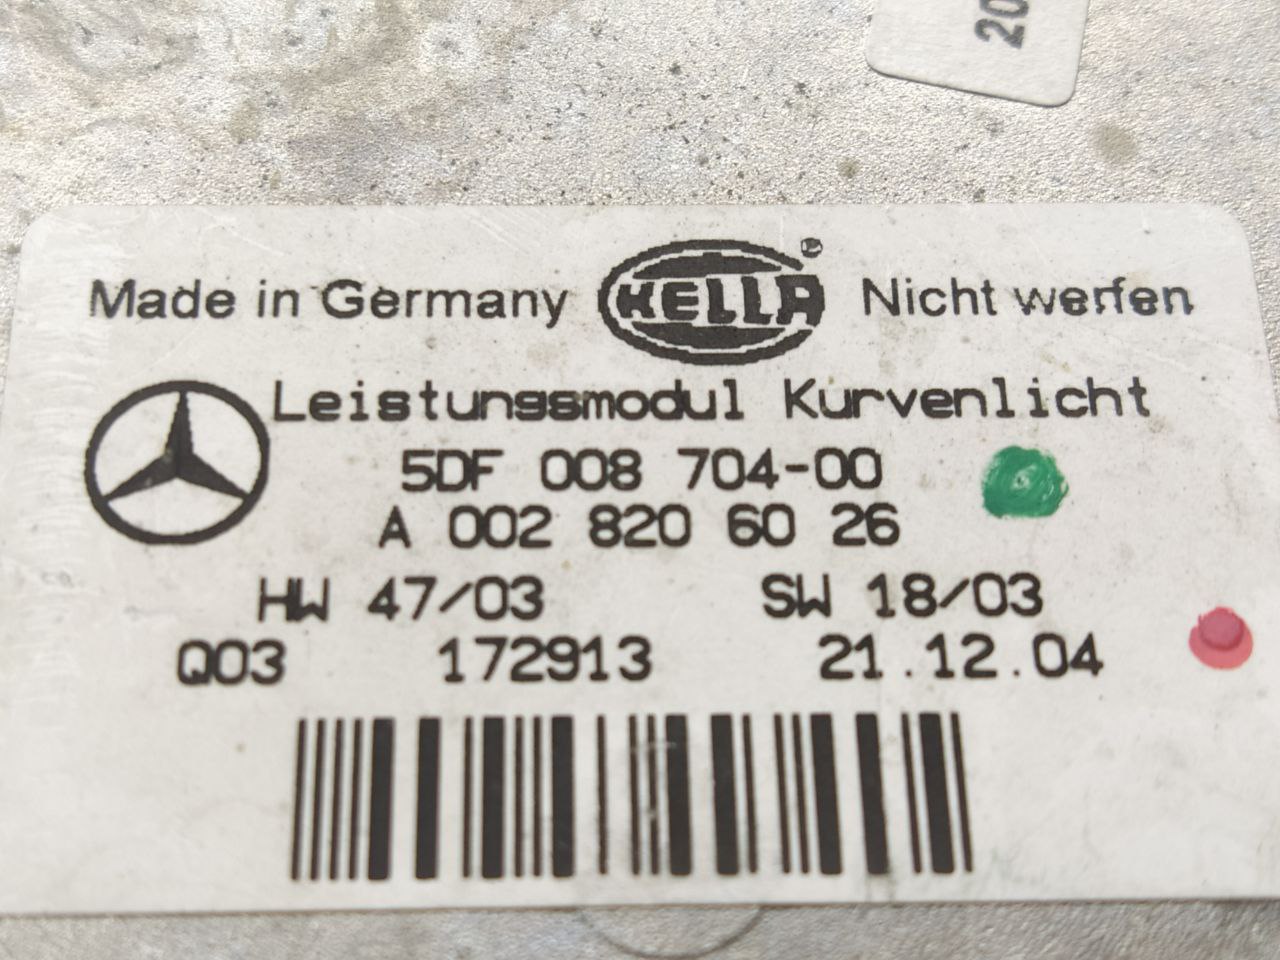 20
Made in Germany HELLA Nicht werfen
Leistungsmodul Kurvenlicht
5DF 008 704-00
A 002 820 60 26
HW 47/03 SW 18/03
Q03 172913 21.12.04